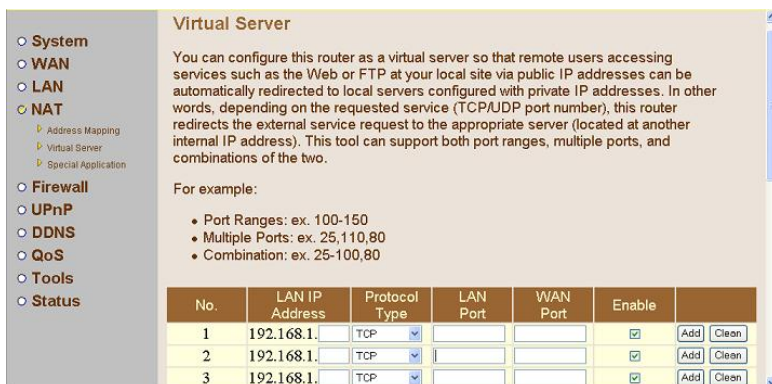 Virtual Server
System
WAN
LAN
NAT
Address Mapping
Virtual Server
Special Application
Firewall
UPnP
DDNS
QoS
Tools
Status
You can configure this router as a virtual server so that remote users accessing
services such as the Web or FTP at your local site via public IP addresses can be
automatically redirected to local servers configured with private IP addresses. In other
words, depending on the requested service (TCP/UDP port number), this router
redirects the external service request to the appropriate server (located at another
internal IP address). This tool can support both port ranges, multiple ports, and
combinations of the two.
For example:
Port Ranges: ex. 100-150
Multiple Ports: ex. 25,110,80
Combination: ex. 25-100,80
No. LAN IP Address Protocol Type LAN Port WAN Port Enable
1 192.168.1. TCP Add Clean
2 192.168.1. TCP Add Clean
3 192.168.1. TCP Add Clean